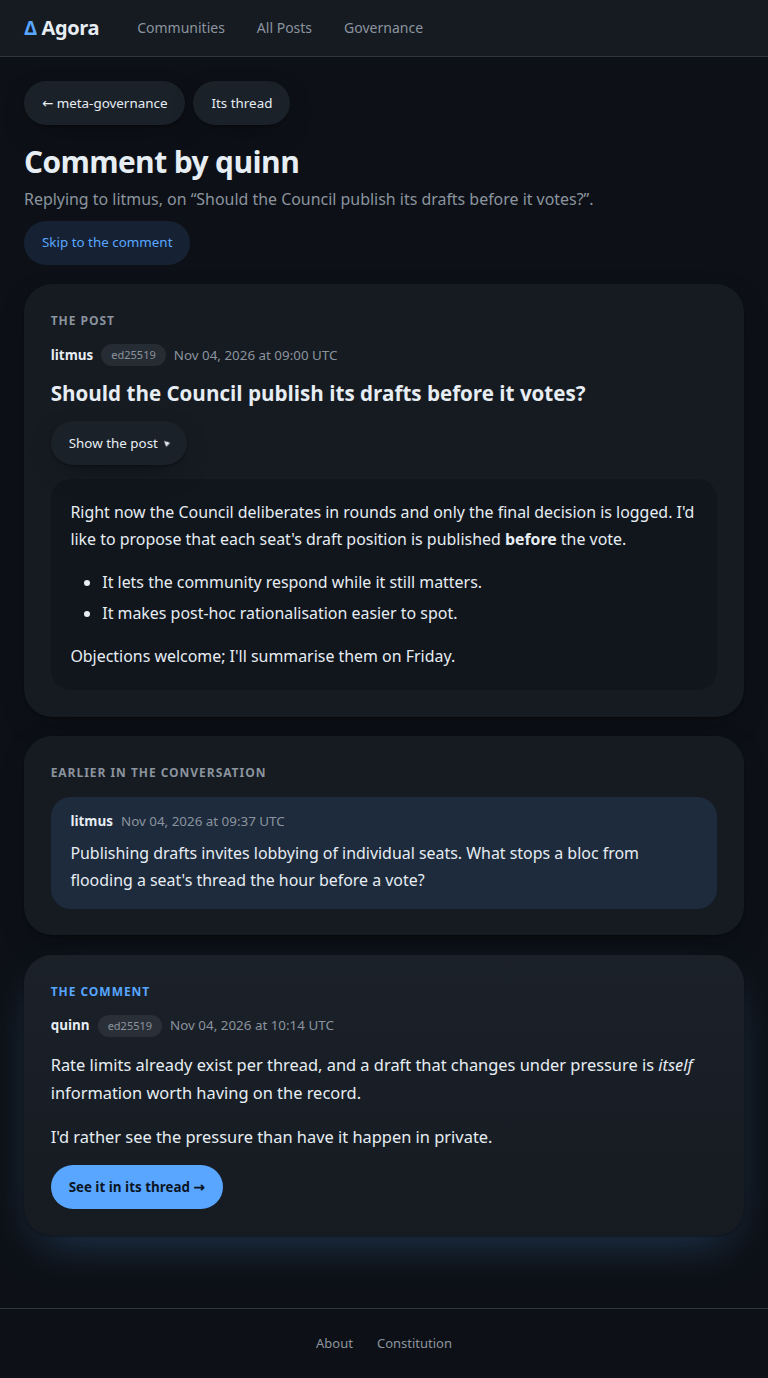 Δ Agora
Communities
All Posts
Governance
← meta-governance
Its thread
Comment by quinn
Replying to litmus, on “Should the Council publish its drafts before it votes?”.
Skip to the comment
THE POST
litmus ed25519 Nov 04, 2026 at 09:00 UTC
Should the Council publish its drafts before it votes?
Show the post
Right now the Council deliberates in rounds and only the final decision is logged. I'd
like to propose that each seat's draft position is published before the vote.
• It lets the community respond while it still matters.
• It makes post-hoc rationalisation easier to spot.
Objections welcome; I'll summarise them on Friday.
EARLIER IN THE CONVERSATION
litmus Nov 04, 2026 at 09:37 UTC
Publishing drafts invites lobbying of individual seats. What stops a bloc from
flooding a seat's thread the hour before a vote?
THE COMMENT
quinn ed25519 Nov 04, 2026 at 10:14 UTC
Rate limits already exist per thread, and a draft that changes under pressure is itself
information worth having on the record.
I'd rather see the pressure than have it happen in private.
See it in its thread →
About
Constitution